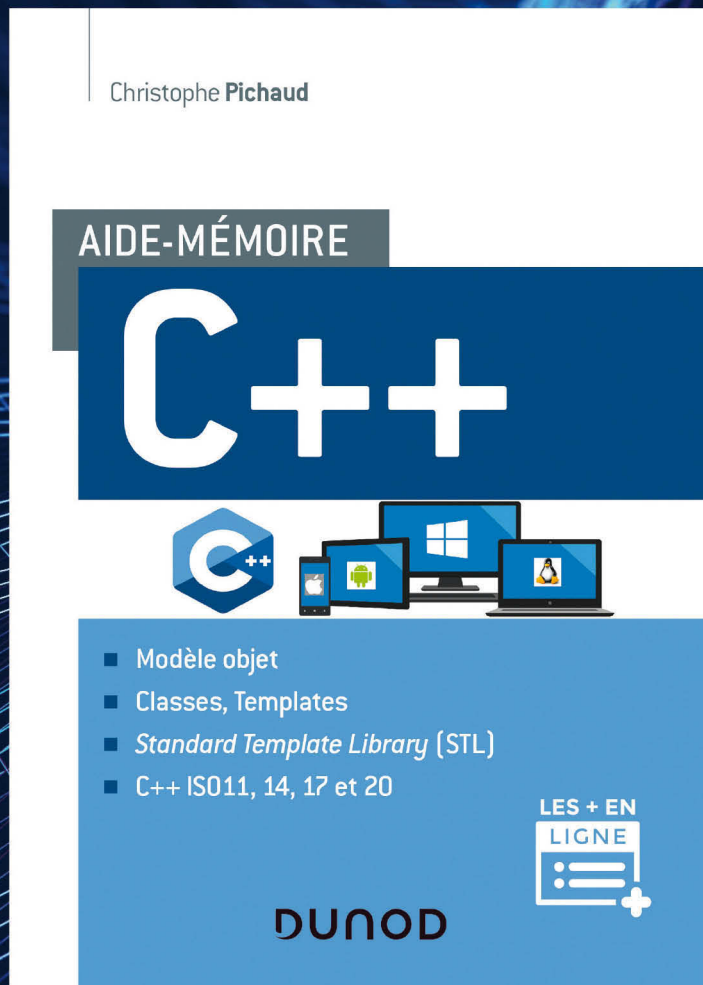 Christophe Pichaud
AIDE-MÉMOIRE
C++
C++
Modèle objet
Classes, Templates
Standard Template Library (STL)
C++ ISO11, 14, 17 et 20
LES + EN
LIGNE
DUNOD